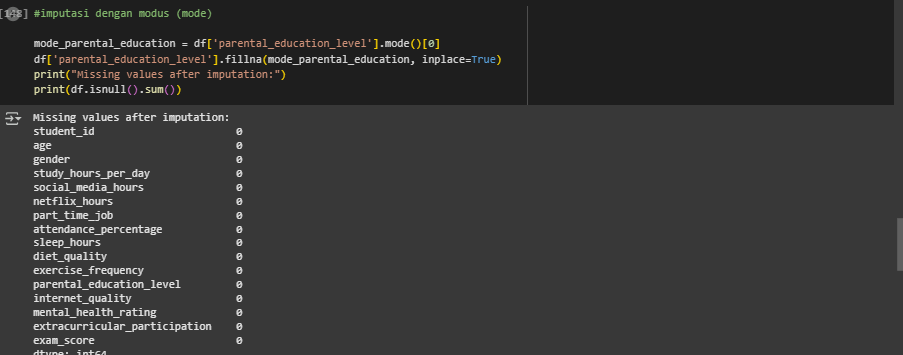 [148] #imputasi dengan modus (mode)
mode_parental_education = df['parental_education_level'].mode()[0]
df['parental_education_level'].fillna(mode_parental_education, inplace=True)
print("Missing values after imputation:")
print(df.isnull().sum())
Missing values after imputation:
student_id 0
age 0
gender 0
study_hours_per_day 0
social_media_hours 0
netflix_hours 0
part_time_job 0
attendance_percentage 0
sleep_hours 0
diet_quality 0
exercise_frequency 0
parental_education_level 0
internet_quality 0
mental_health_rating 0
extracurricular_participation 0
exam_score 0
dtype: int64